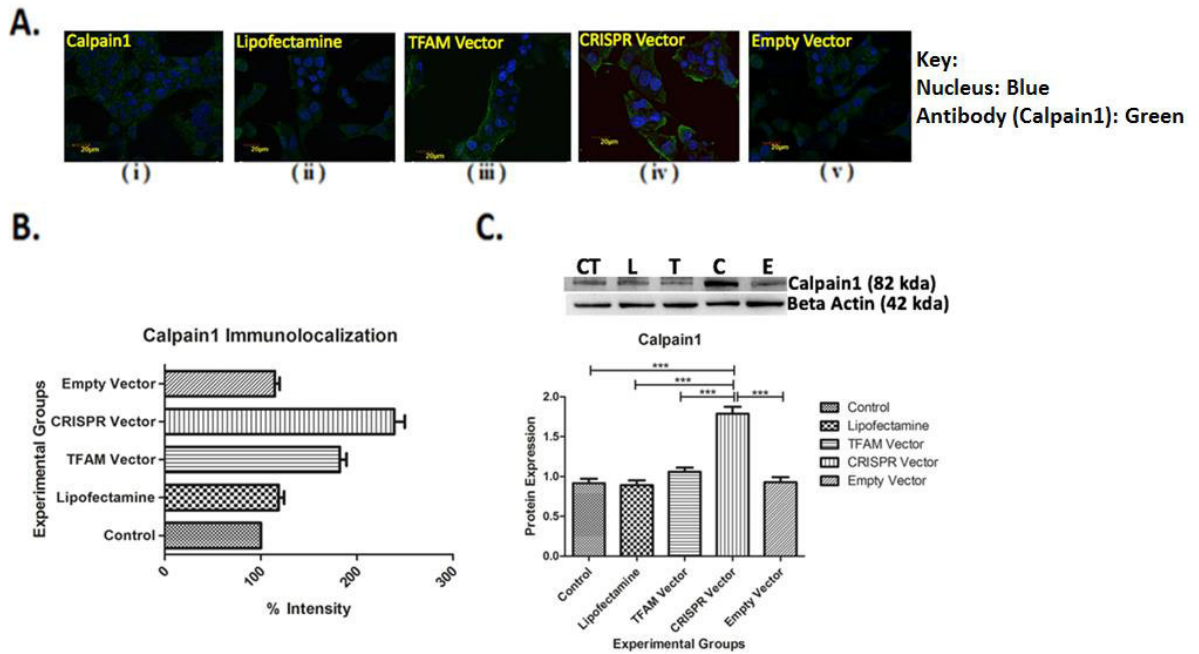 A.
Calpain1
Lipofectamine
TFAM Vector
CRISPR Vector
Empty Vector
20µm
20µm
20µm
20µm
20µm
(i)
(ii)
(iii)
(iv)
(v)
Key:
Nucleus: Blue
Antibody (Calpain1): Green
B.
Calpain1 Immunolocalization
Experimental Groups
Empty Vector
CRISPR Vector
TFAM Vector
Lipofectamine
Control
0
100
200
300
% Intensity
C.
CT L T C E
Calpain1 (82 kda)
Beta Actin (42 kda)
Calpain1
***
***
*** ***
Protein Expression
2.0
1.5
1.0
0.5
0.0
Control
Lipofectamine
TFAM Vector
CRISPR Vector
Empty Vector
Experimental Groups
Control
Lipofectamine
TFAM Vector
CRISPR Vector
Empty Vector